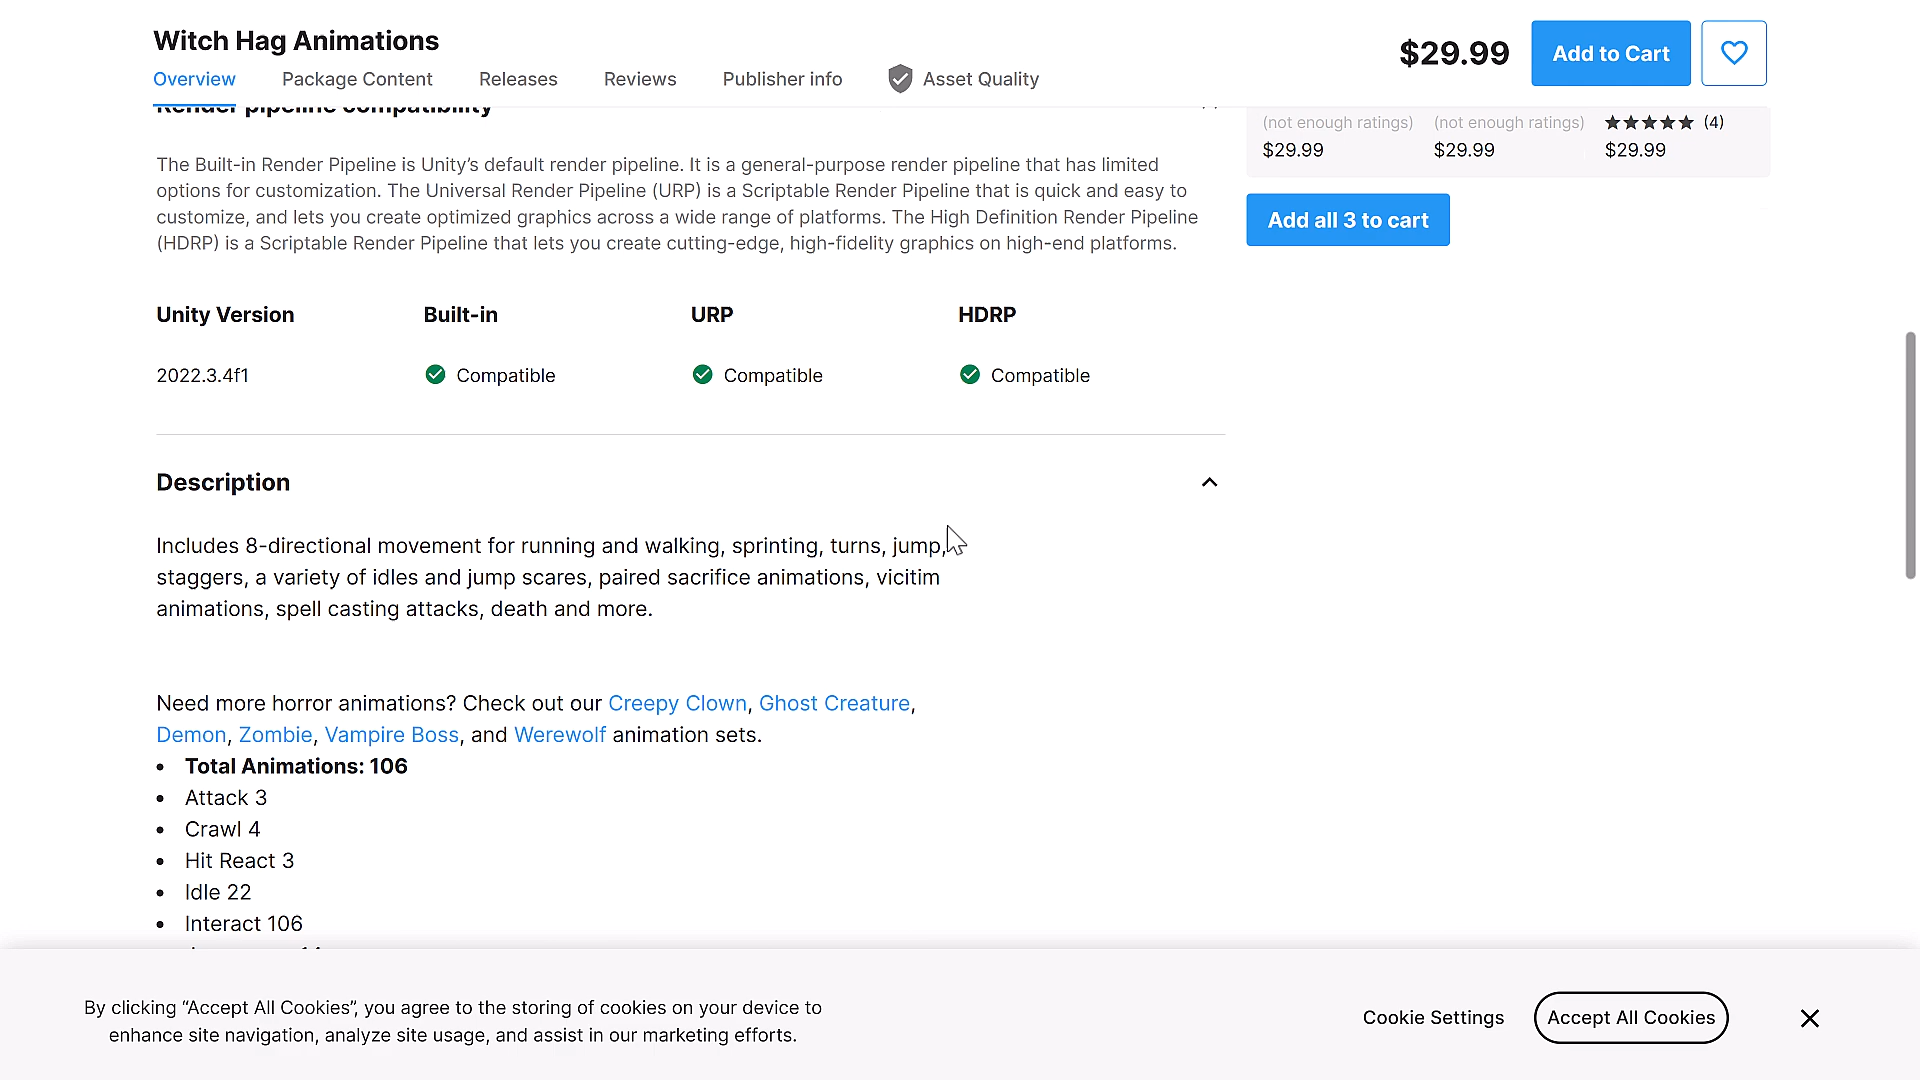 Witch Hag Animations
$29.99
Add to Cart
Overview
Package Content
Releases
Reviews
Publisher info
Asset Quality
Render pipeline compatibility
(not enough ratings)
(not enough ratings)
(4)
$29.99
$29.99
$29.99
Add all 3 to cart
The Built-in Render Pipeline is Unity’s default render pipeline. It is a general-purpose render pipeline that has limited
options for customization. The Universal Render Pipeline (URP) is a Scriptable Render Pipeline that is quick and easy to
customize, and lets you create optimized graphics across a wide range of platforms. The High Definition Render Pipeline
(HDRP) is a Scriptable Render Pipeline that lets you create cutting-edge, high-fidelity graphics on high-end platforms.
Unity Version
Built-in
URP
HDRP
2022.3.4f1
Compatible
Compatible
Compatible
Description
Includes 8-directional movement for running and walking, sprinting, turns, jump,
staggers, a variety of idles and jump scares, paired sacrifice animations, vicitim
animations, spell casting attacks, death and more.
Need more horror animations? Check out our Creepy Clown, Ghost Creature,
Demon, Zombie, Vampire Boss, and Werewolf animation sets.
• Total Animations: 106
• Attack 3
• Crawl 4
• Hit React 3
• Idle 22
• Interact 106
By clicking “Accept All Cookies”, you agree to the storing of cookies on your device to
enhance site navigation, analyze site usage, and assist in our marketing efforts.
Cookie Settings
Accept All Cookies